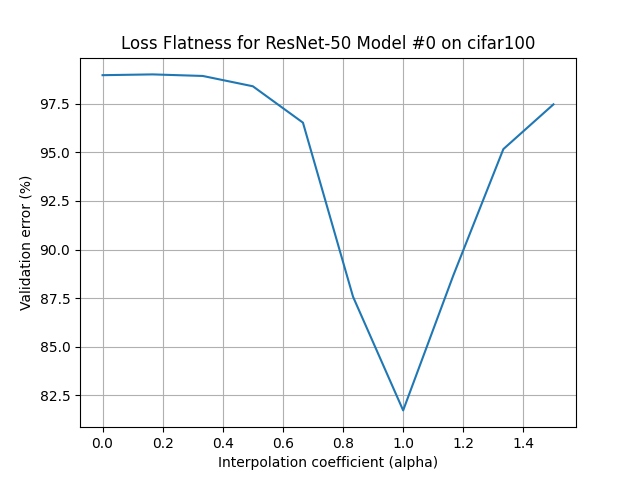 Loss Flatness for ResNet-50 Model #0 on cifar100
Validation error (%)
97.5
95.0
92.5
90.0
87.5
85.0
82.5
0.0 0.2 0.4 0.6 0.8 1.0 1.2 1.4
Interpolation coefficient (alpha)